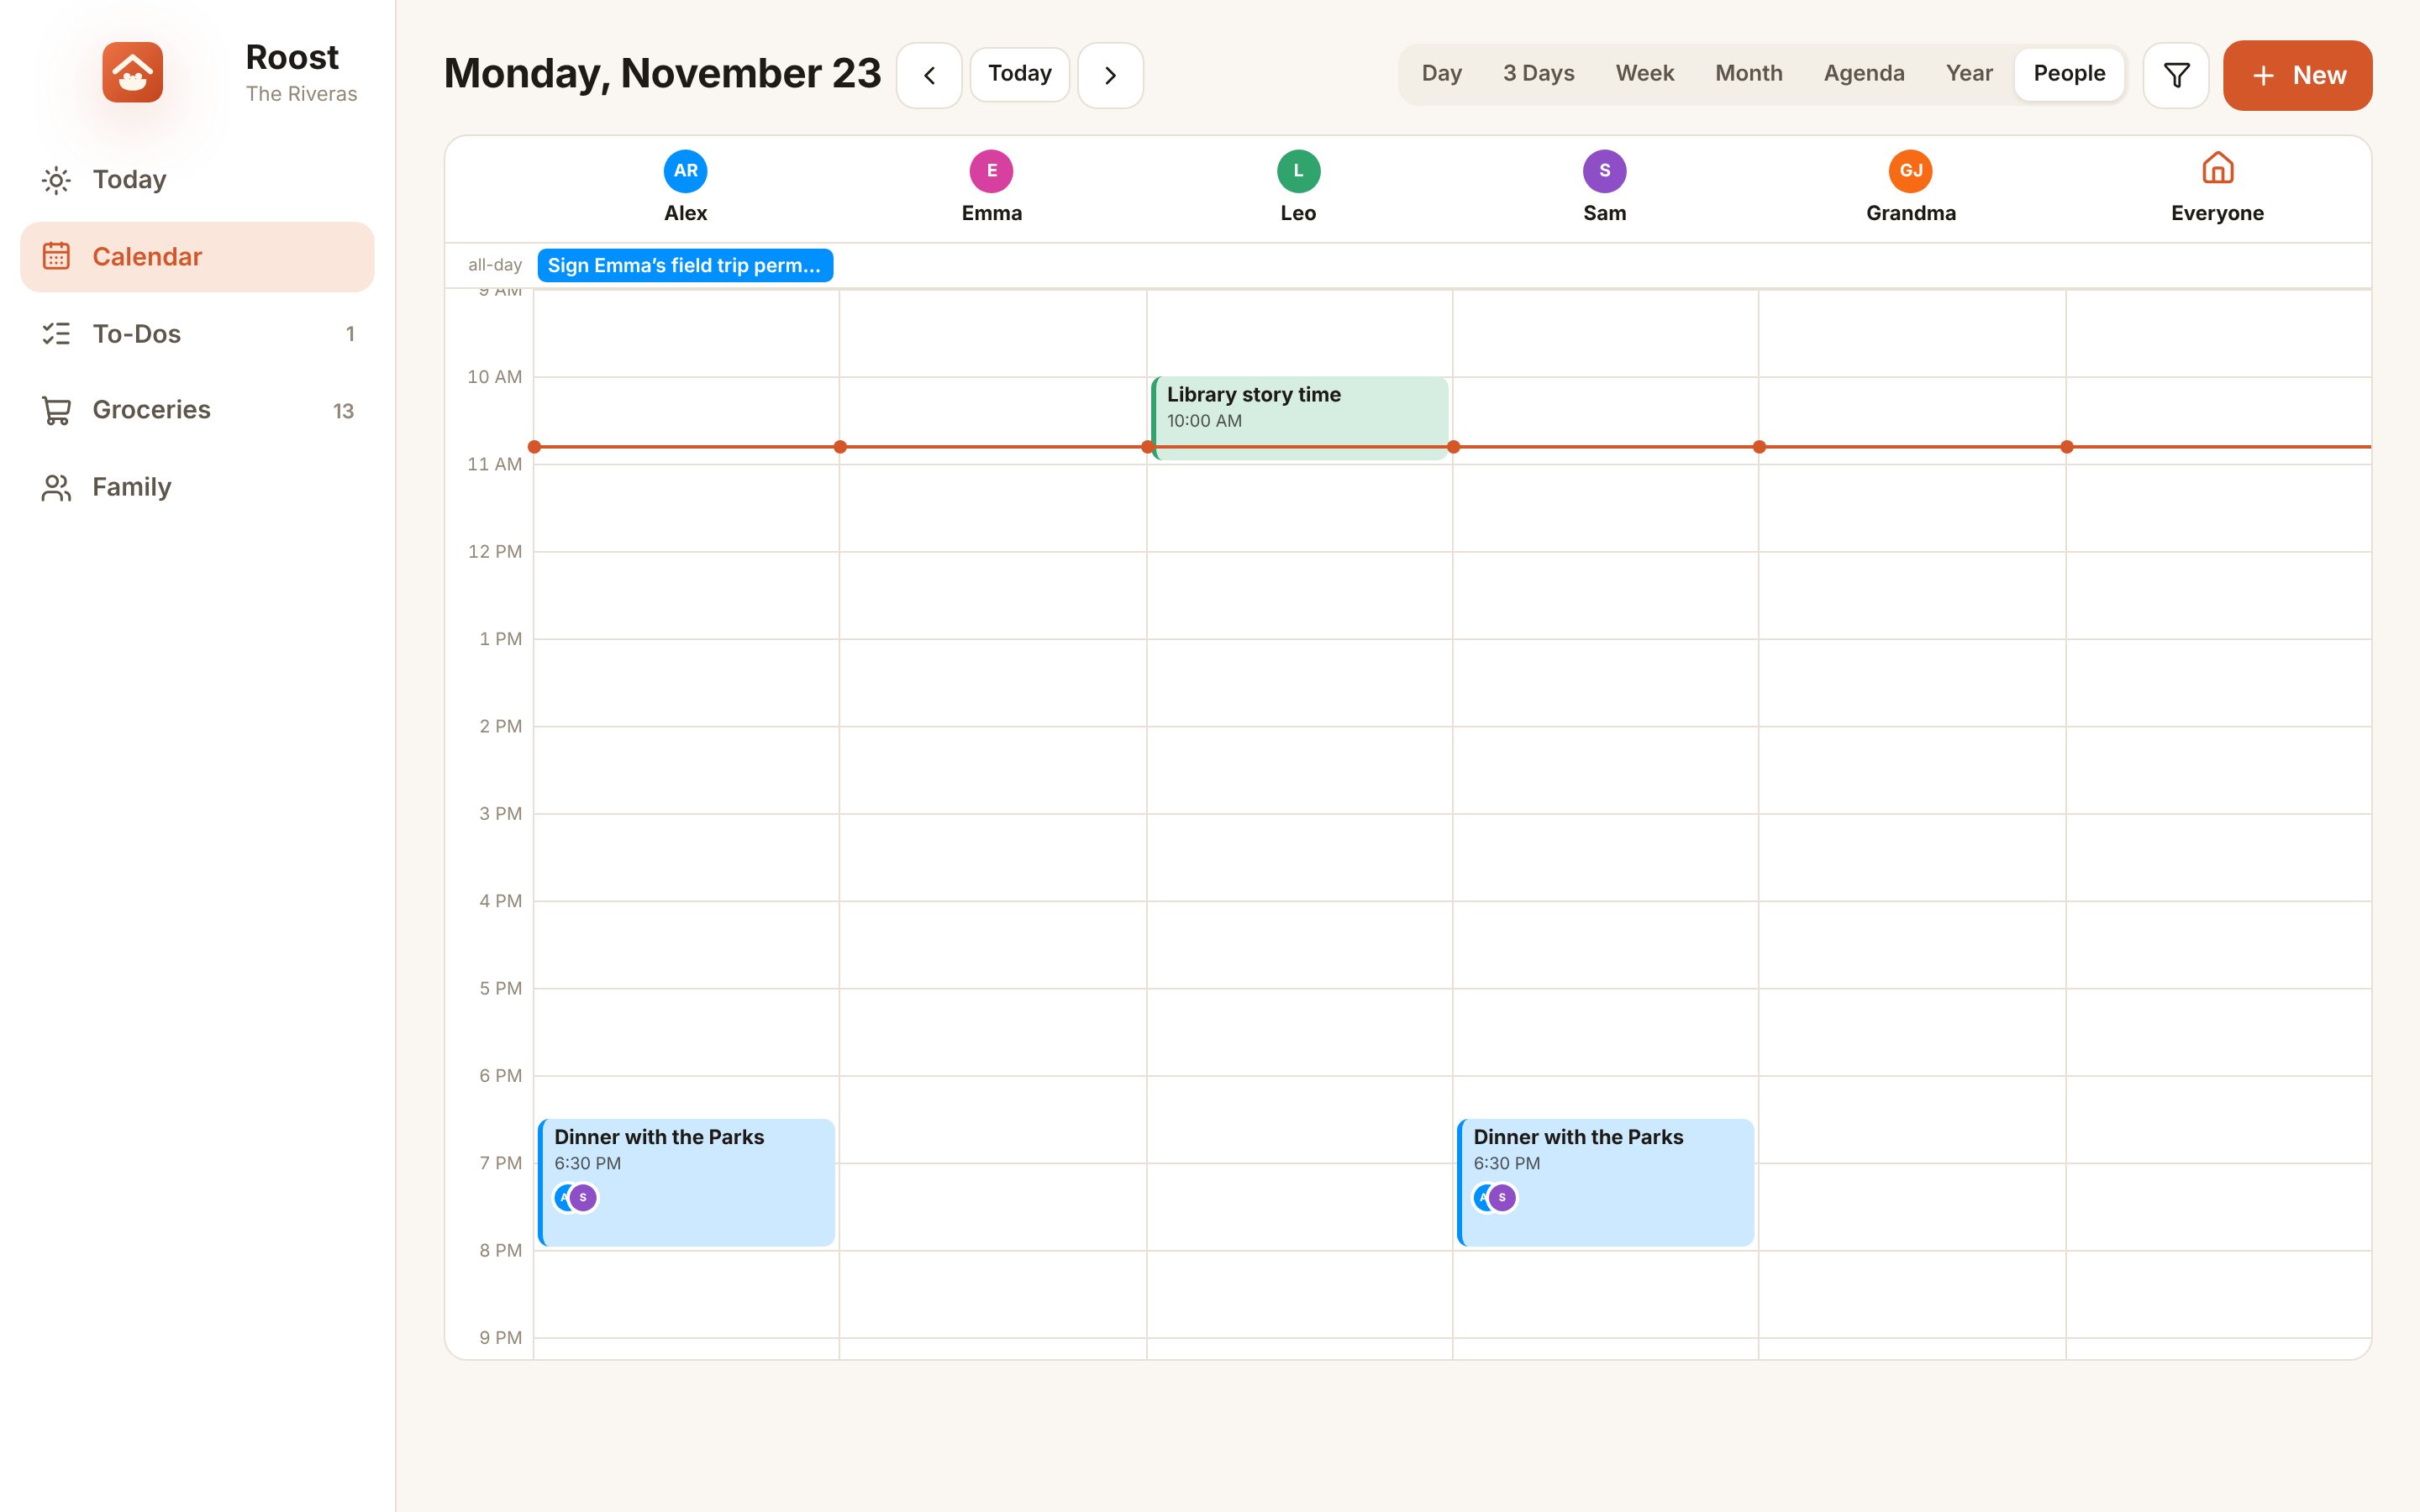 Roost
The Riveras
Today
Calendar
To-Dos 1
Groceries 13
Family
Monday, November 23
Today
Day 3 Days Week Month Agenda Year People
New
AR E L S GJ
Alex Emma Leo Sam Grandma Everyone
all-day Sign Emma’s field trip perm…
9 AM
10 AM
Library story time
10:00 AM
11 AM
12 PM
1 PM
2 PM
3 PM
4 PM
5 PM
6 PM
Dinner with the Parks
6:30 PM
S
Dinner with the Parks
6:30 PM
S
7 PM
8 PM
9 PM